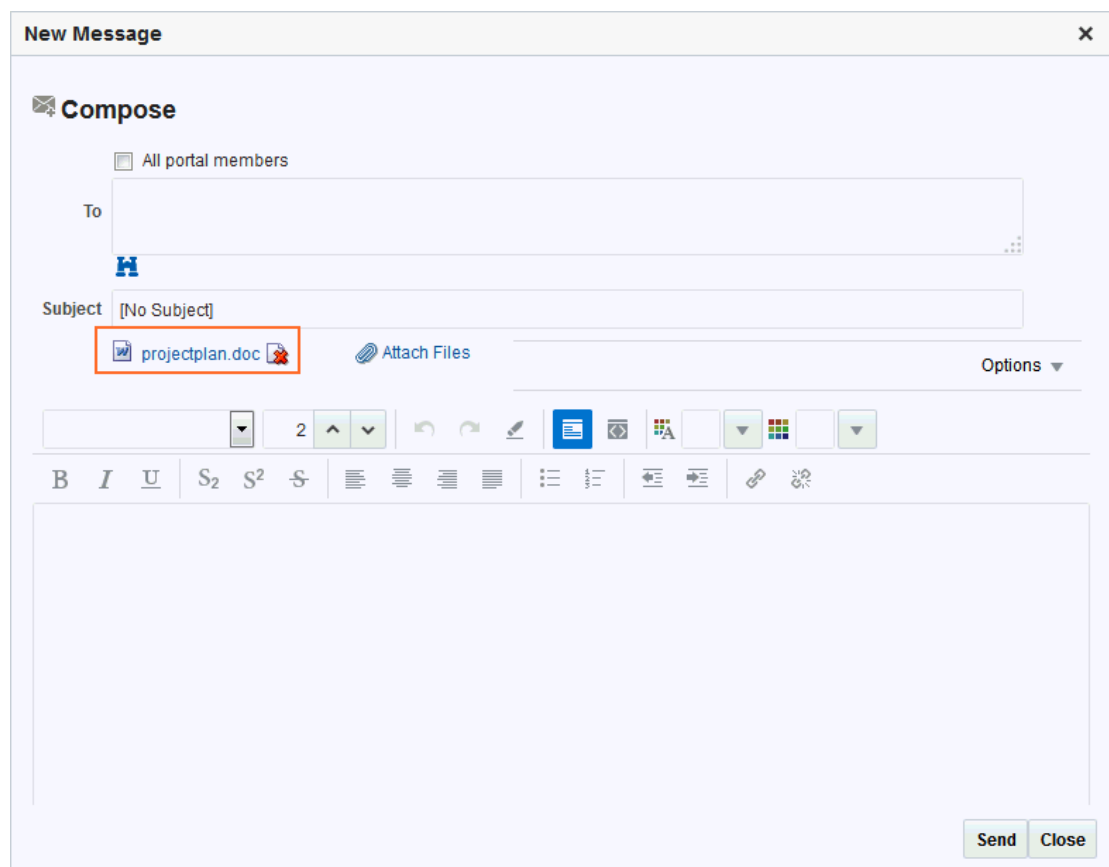 New Message
Compose
All portal members
To
Subject [No Subject]
projectplan.doc Attach Files
Options
2
B I U S₂ S² S
Send Close